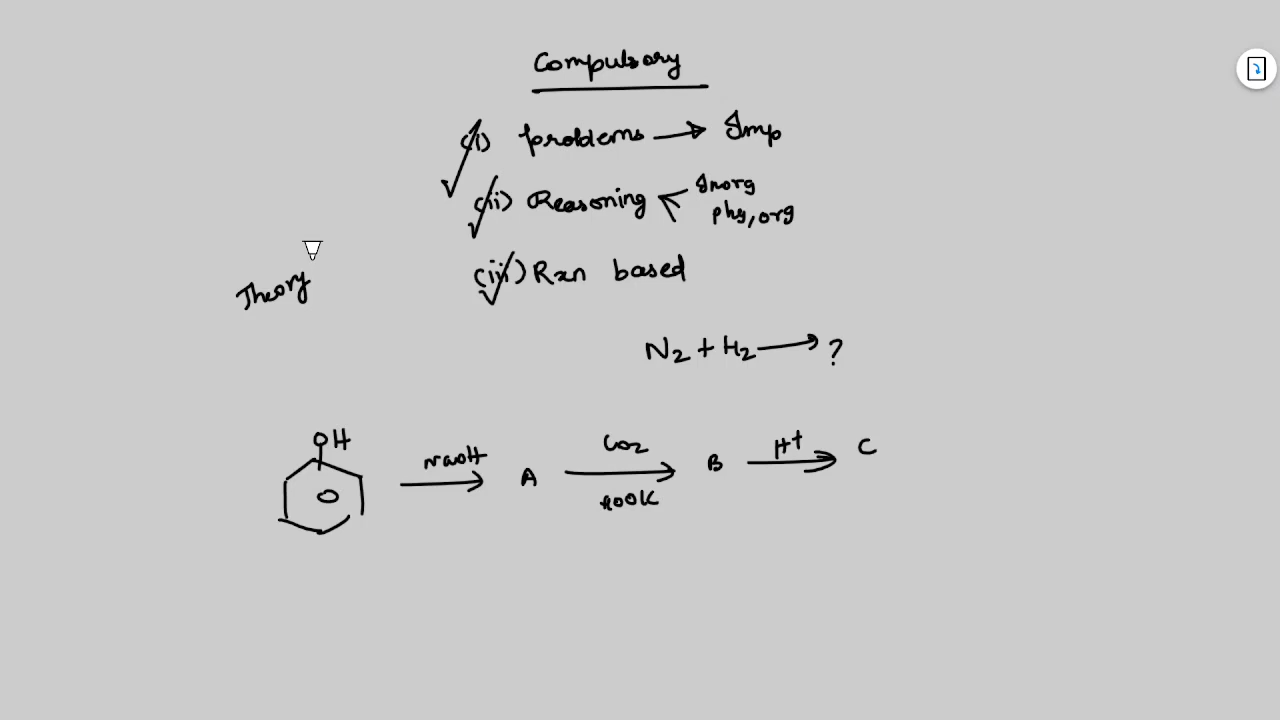 Compulsory
(i) problems → Imp
(ii) Reasoning Inorg
phy, org
(iii) Rxn based
Theory
N2 + H2 → ?
OH
NaOH → A CO2 → 400K B H+ → C